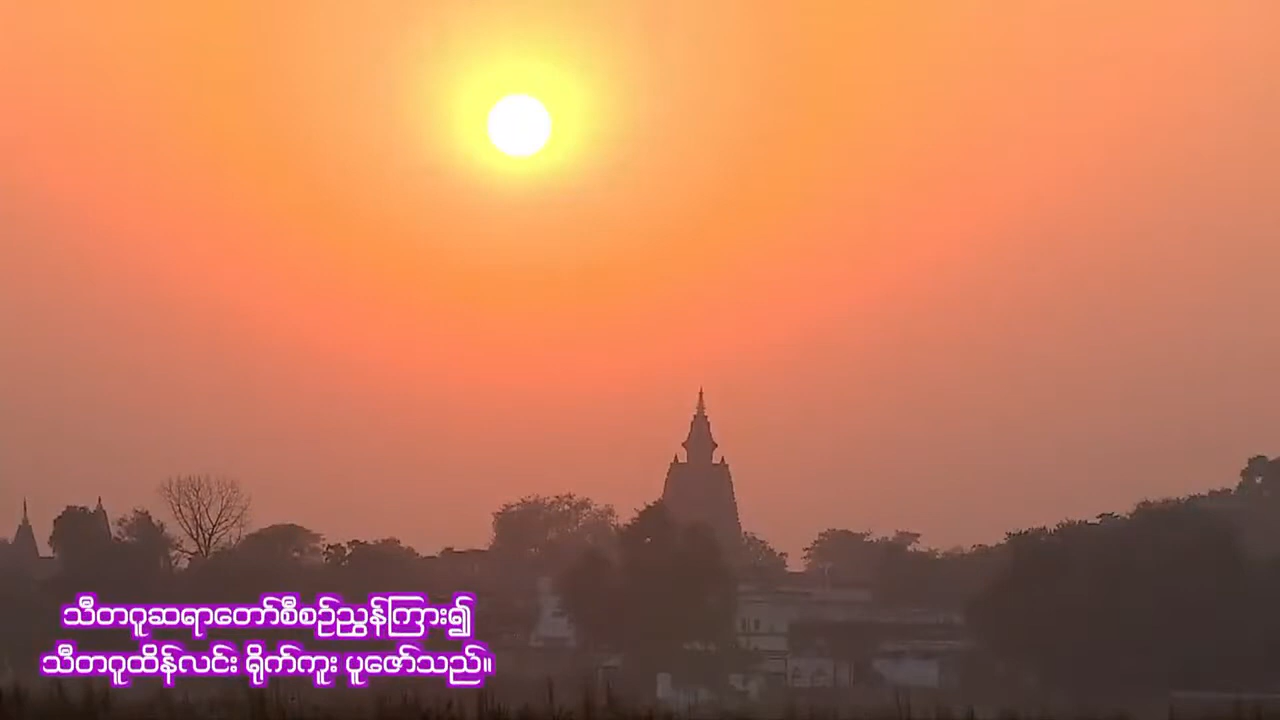 သီတဂူဆရာတော်စီစဉ်ညွှန်ကြား၍
သီတဂူထိန်လင်း ရိုက်ကူး ပူဇော်သည်။